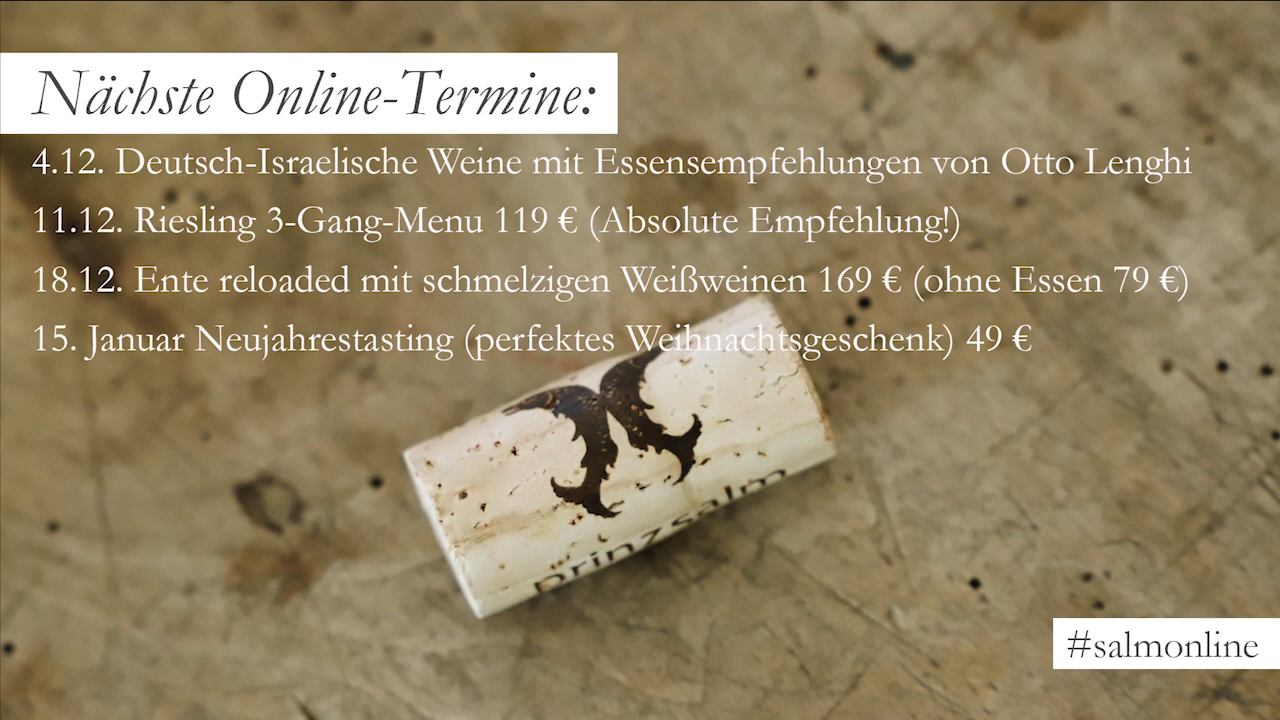 Nächste Online-Termine:
4.12. Deutsch-Israelische Weine mit Essensempfehlungen von Otto Lenghi
11.12. Riesling 3-Gang-Menu 119 € (Absolute Empfehlung!)
18.12. Ente reloaded mit schmelzigen Weißweinen 169 € (ohne Essen 79 €)
15. Januar Neujahrestasting (perfektes Weihnachtsgeschenk) 49 €
prinzsalm
#salmonline